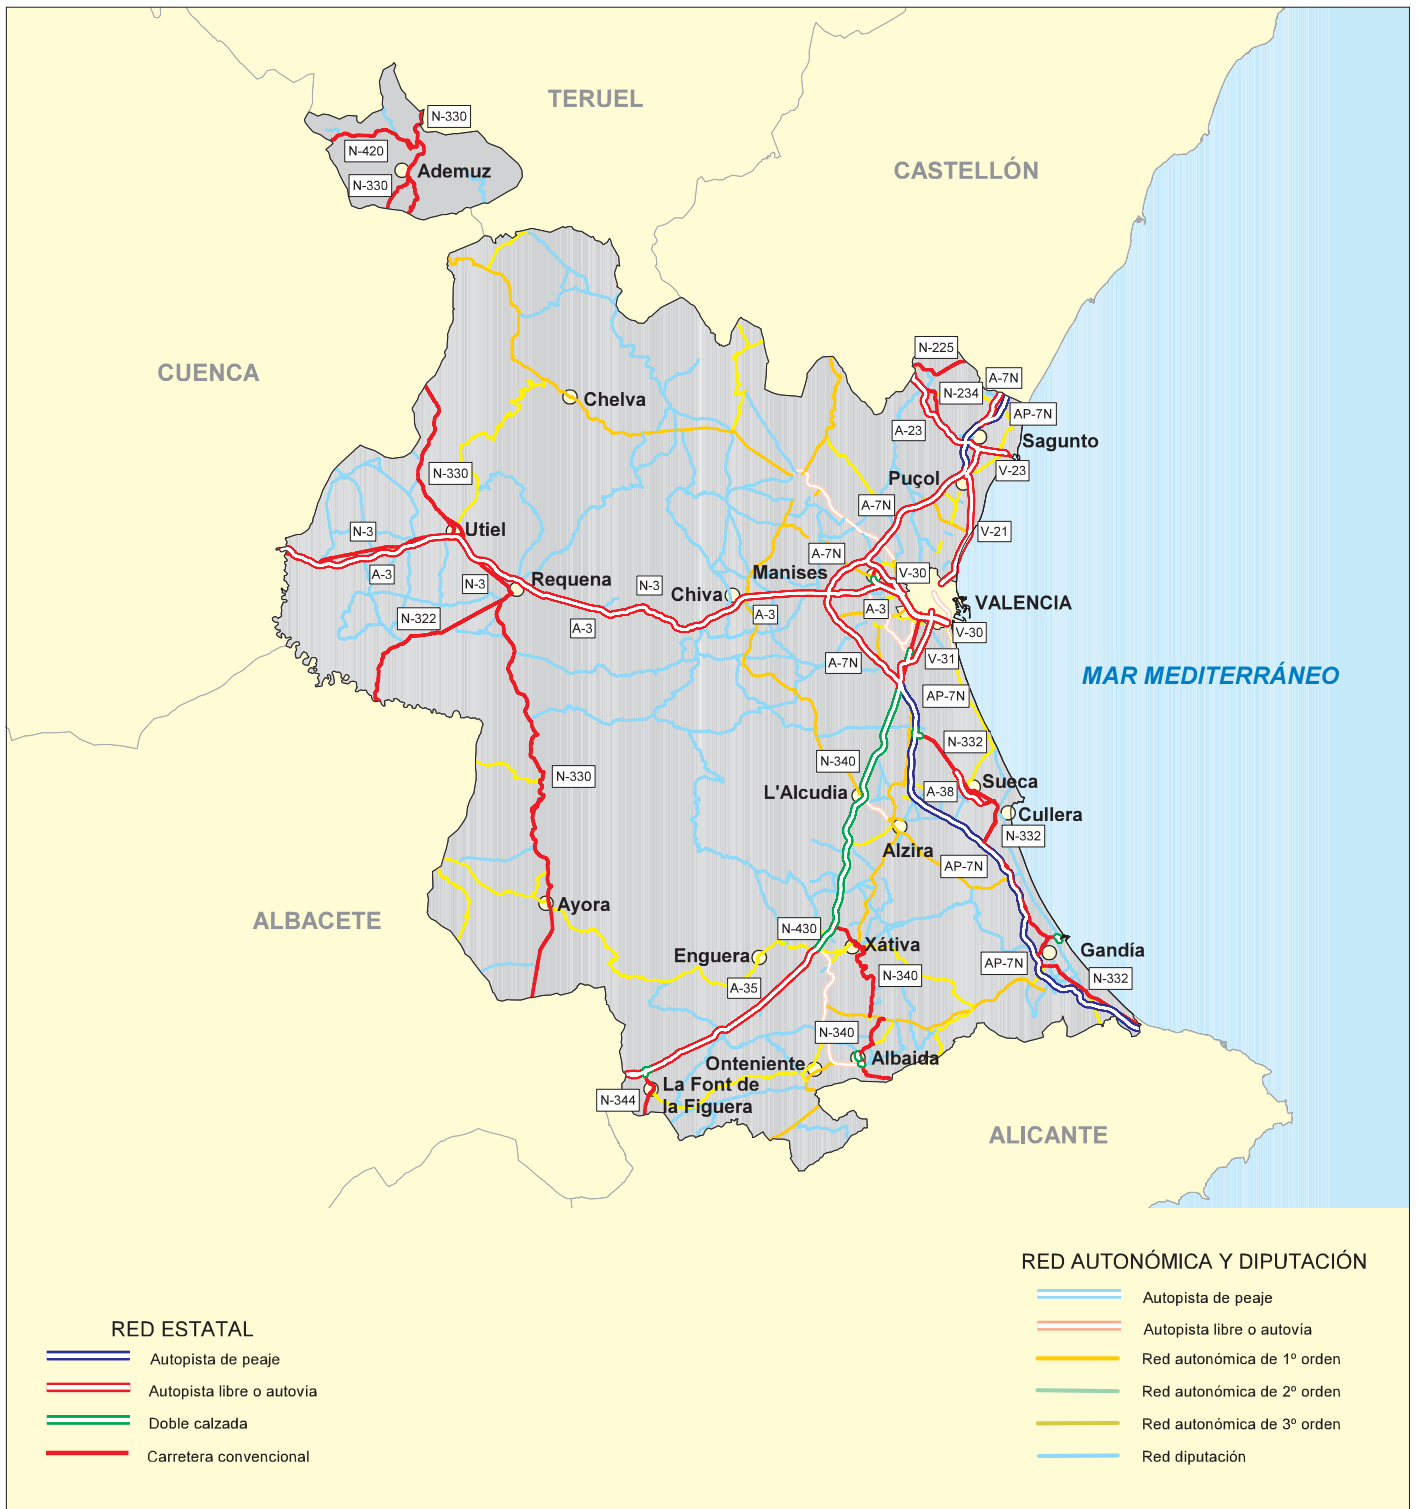 TERUEL
N-330
CASTELLÓN
N-420
Ademuz
N-330
N-225
CUENCA
A-7N
N-234
Chelva
AP-7N
A-23
Sagunto
N-330
V-23
Puçol
A-7N
Utiel
N-3
V-21
A-7N
Manises
V-30
A-3
N-3
Requena
N-3
Chiva
VALENCIA
A-3
A-3
N-322
A-3
V-30
A-7N
V-31
MAR MEDITERRÁNEO
AP-7N
N-332
N-340
N-330
Sueca
L'Alcudia
A-38
Cullera
N-332
Alzira
AP-7N
Ayora
ALBACETE
N-430
Xátiva
Gandía
Enguera
AP-7N
N-340
N-332
A-35
N-340
Albaida
Onteniente
La Font de
la Figuera
N-344
ALICANTE
RED ESTATAL
Autopista de peaje
Autopista libre o autovía
Doble calzada
Carretera convencional
RED AUTONÓMICA Y DIPUTACIÓN
Autopista de peaje
Autopista libre o autovía
Red autonómica de 1º orden
Red autonómica de 2º orden
Red autonómica de 3º orden
Red diputación